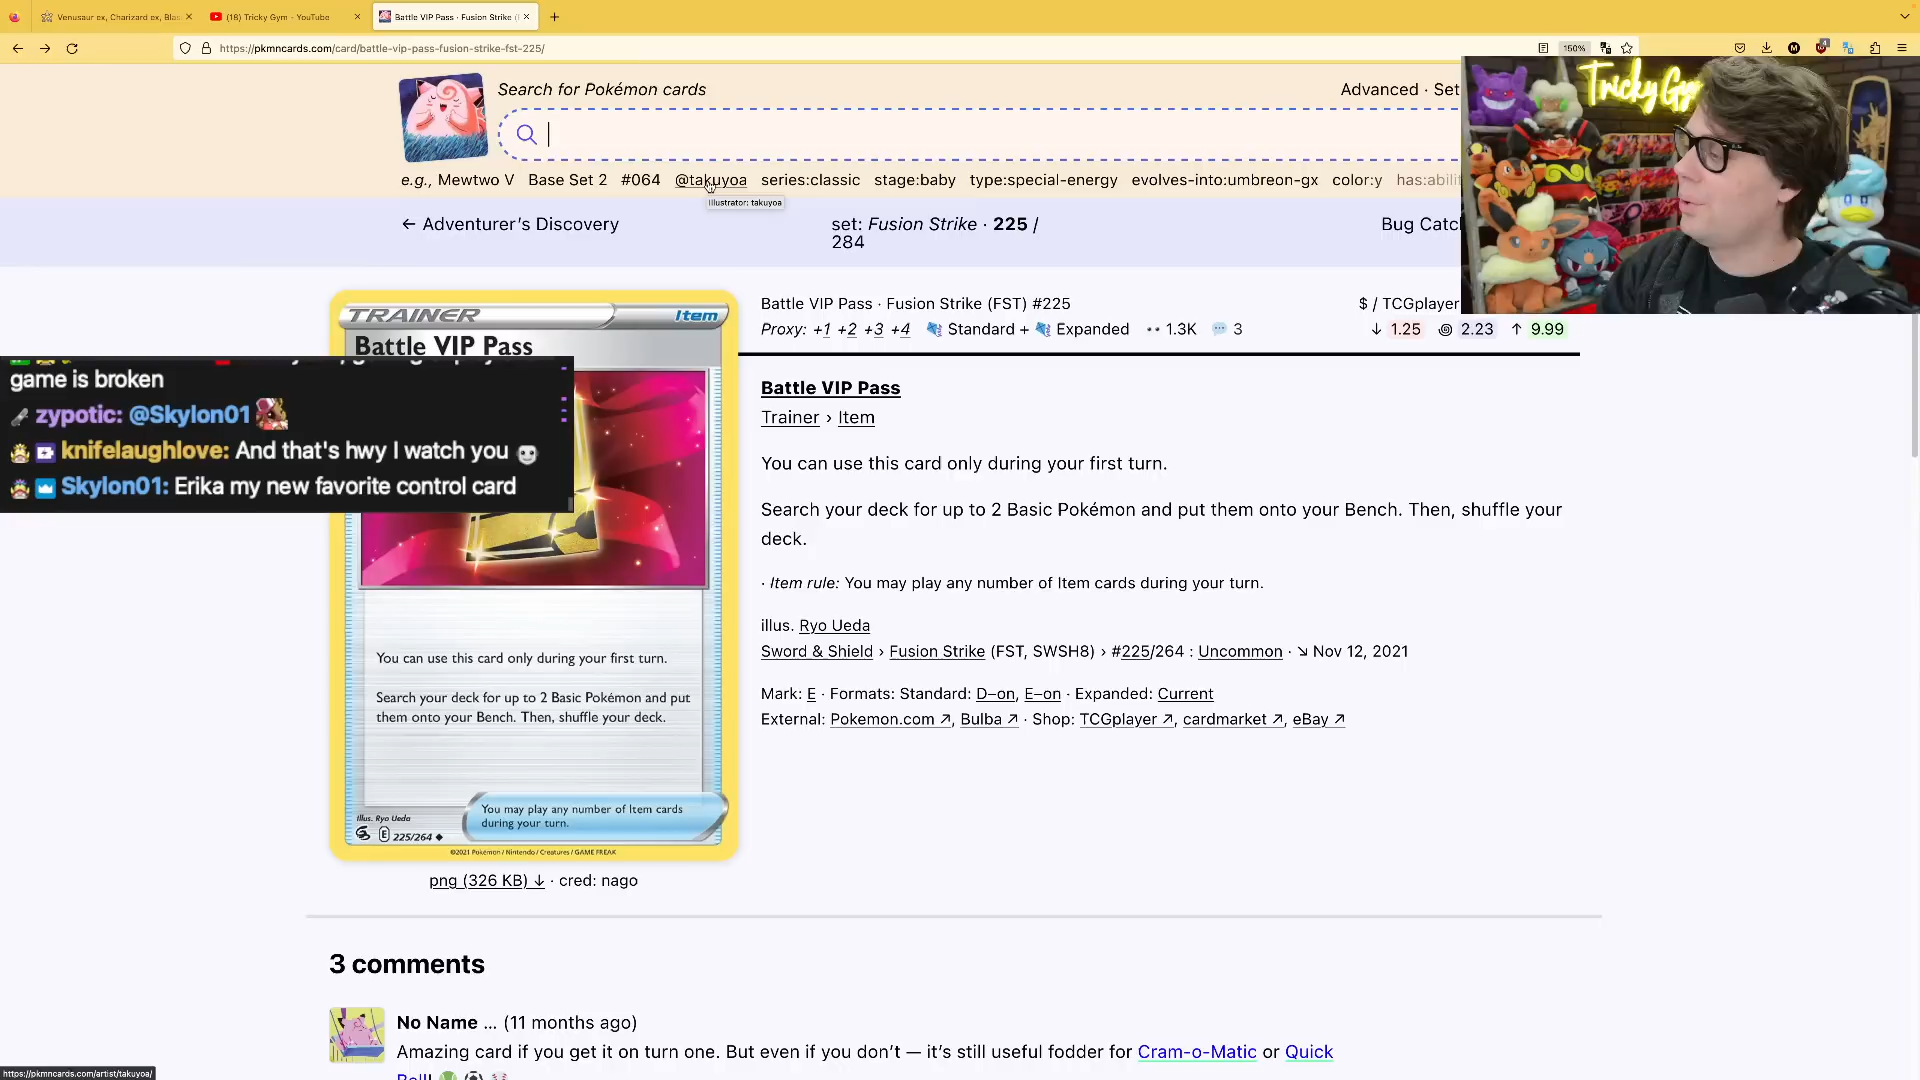 Venusaur ex, Charizard ex, Blas
(18) Tricky Gym - YouTube
Battle VIP Pass · Fusion Strike (
https://pkmncards.com/card/battle-vip-pass-fusion-strike-fst-225/
150%
4
Search for Pokémon cards
Advanced · Set
Tricky Gym
e.g., Mewtwo V Base Set 2 #064 @takuyoa series:classic stage:baby type:special-energy evolves-into:umbreon-gx color:y has:abili
Illustrator: takuyoa
← Adventurer's Discovery
set: Fusion Strike · 225 /
284
Bug Catc
TRAINER Item
Battle VIP Pass
Battle VIP Pass · Fusion Strike (FST) #225
$ / TCGplayer
Proxy: +1 +2 +3 +4 Standard + Expanded 1.3K 3
↓ 1.25 2.23 ↑ 9.99
game is broken
zypotic: @Skylon01
knifelaughlove: And that's hwy I watch you
Skylon01: Erika my new favorite control card
Battle VIP Pass
Trainer › Item
You can use this card only during your first turn.
Search your deck for up to 2 Basic Pokémon and put them onto your Bench. Then, shuffle your
deck.
· Item rule: You may play any number of Item cards during your turn.
illus. Ryo Ueda
Sword & Shield › Fusion Strike (FST, SWSH8) › #225/264 : Uncommon · ↘ Nov 12, 2021
Mark: E · Formats: Standard: D–on, E–on · Expanded: Current
External: Pokemon.com ↗, Bulba ↗ · Shop: TCGplayer ↗, cardmarket ↗, eBay ↗
You can use this card only during your first turn.
Search your deck for up to 2 Basic Pokémon and put
them onto your Bench. Then, shuffle your deck.
You may play any number of Item cards
during your turn.
Illus. Ryo Ueda
E 225/264 ◆
©2021 Pokémon / Nintendo / Creatures / GAME FREAK
png (326 KB) ↓ · cred: nago
3 comments
No Name ... (11 months ago)
Amazing card if you get it on turn one. But even if you don't — it's still useful fodder for Cram-o-Matic or Quick
Ball!
https://pkmncards.com/artist/takuyoa/